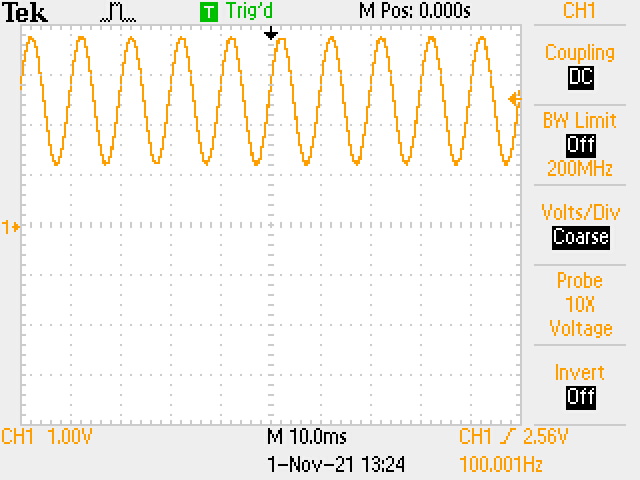 Tek T Trig'd M Pos: 0.000s CH1
Coupling
DC
BW Limit
Off
200MHz
Volts/Div
Coarse
1
Probe
10X
Voltage
Invert
Off
CH1 1.00V M 10.0ms CH1 2.56V
1-Nov-21 13:24 100.001Hz